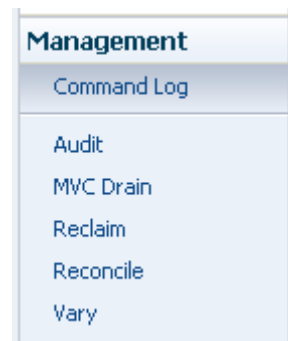 Management
Command Log
Audit
MVC Drain
Reclaim
Reconcile
Vary